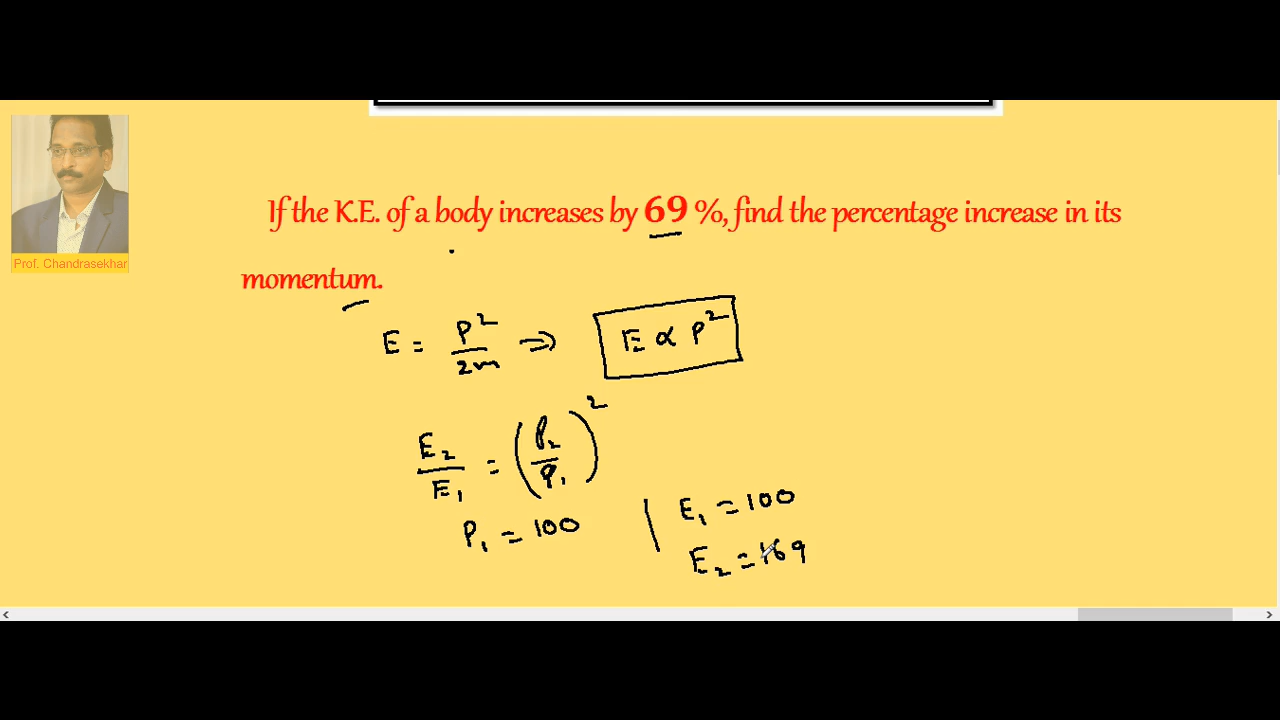 If the K.E. of a body increases by 69 %, find the percentage increase in its
momentum.
Prof. Chandrasekhar
E = P²/2m ⇒ E ∝ P²
E₂/E₁ = (P₂/P₁)²
P₁ = 100
E₁ = 100
E₂ = 169